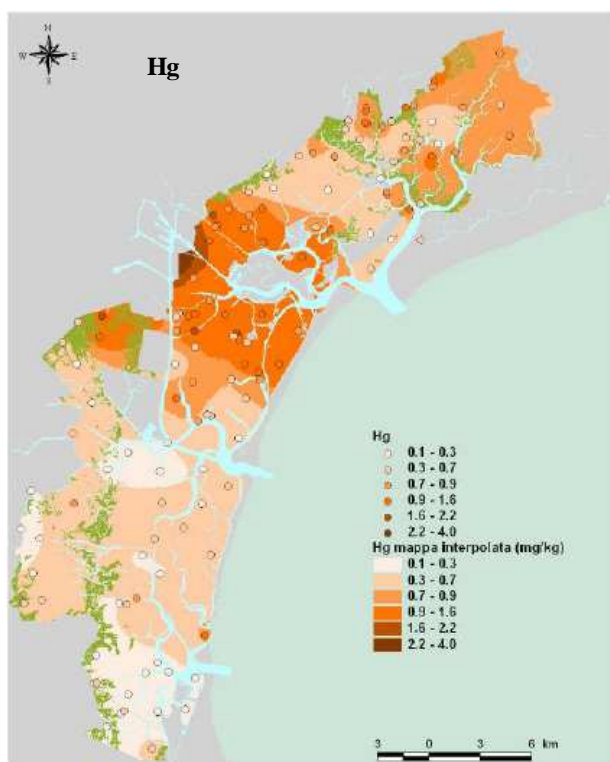 N
W E
S
Hg
Hg
0.1 - 0.3
0.3 - 0.7
0.7 - 0.9
0.9 - 1.6
1.6 - 2.2
2.2 - 4.0
Hg mappa interpolata (mg/kg)
0.1 - 0.3
0.3 - 0.7
0.7 - 0.9
0.9 - 1.6
1.6 - 2.2
2.2 - 4.0
3 0 3 6 km